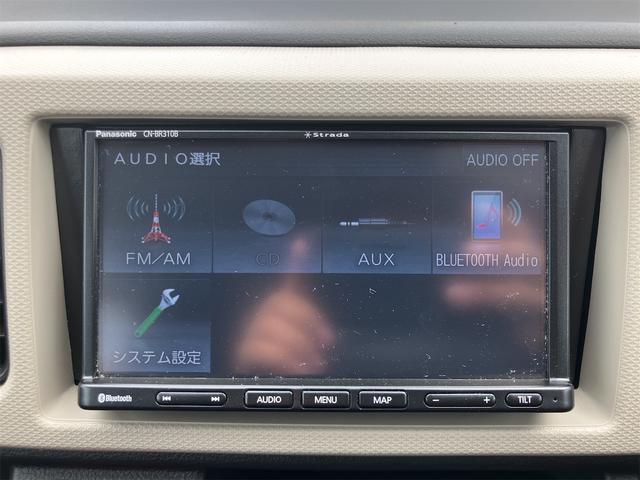 Panasonic CN-BR310B Strada
AUDIO選択 AUDIO OFF
FM/AM CD AUX BLUETOOTH Audio
システム設定
Bluetooth AUDIO MENU MAP - + TILT